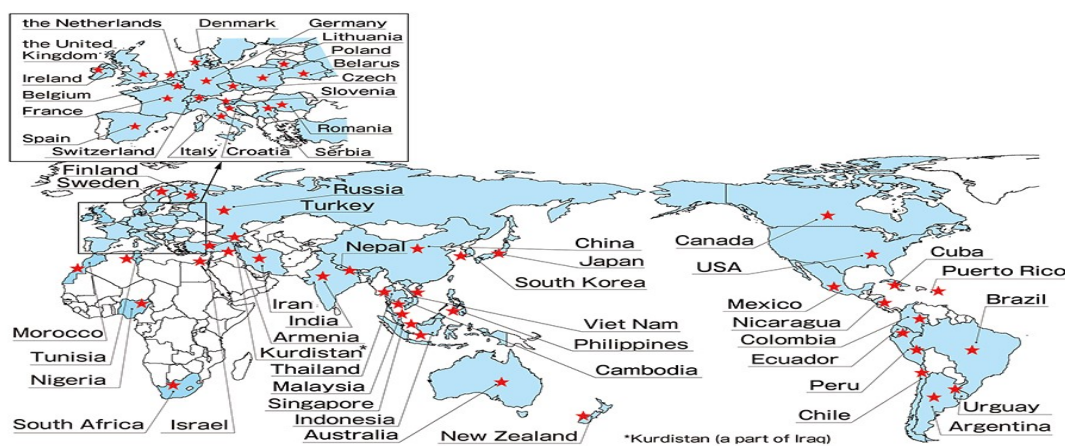 the Netherlands
Denmark
Germany
Lithuania
Poland
Belarus
Czech
Slovenia
Romania
Serbia
the United
Kingdom
Ireland
Belgium
France
Spain
Switzerland
Italy
Croatia
Finland
Sweden
Russia
Turkey
Nepal
China
Japan
South Korea
Iran
India
Armenia
Kurdistan*
Thailand
Malaysia
Singapore
Indonesia
Australia
Viet Nam
Philippines
Cambodia
New Zealand
Morocco
Tunisia
Nigeria
South Africa
Israel
Canada
USA
Mexico
Nicaragua
Colombia
Ecuador
Peru
Chile
Cuba
Puerto Rico
Brazil
Urguay
Argentina
*Kurdistan (a part of Iraq)